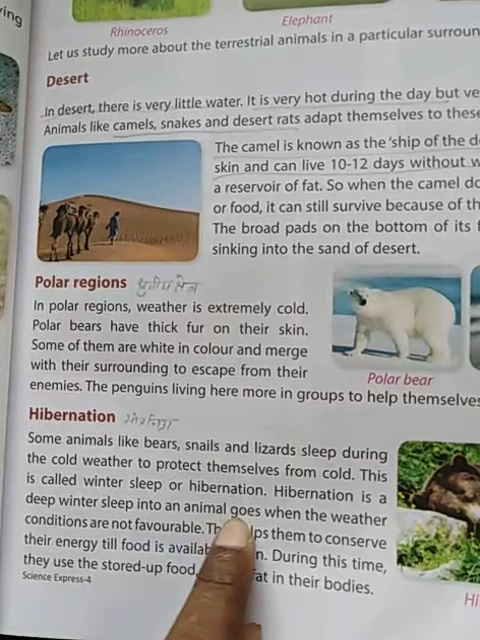 ring
Rhinoceros
Elephant
Let us study more about the terrestrial animals in a particular surroun
Desert
In desert, there is very little water. It is very hot during the day but ve
Animals like camels, snakes and desert rats adapt themselves to these
The camel is known as the 'ship of the d
skin and can live 10-12 days without w
a reservoir of fat. So when the camel do
or food, it can still survive because of th
The broad pads on the bottom of its f
sinking into the sand of desert.
Polar regions ध्रुवीय क्षेत्र
In polar regions, weather is extremely cold.
Polar bears have thick fur on their skin.
Some of them are white in colour and merge
with their surrounding to escape from their
enemies. The penguins living here more in groups to help themselves
Polar bear
Hibernation
Some animals like bears, snails and lizards sleep during
the cold weather to protect themselves from cold. This
is called winter sleep or hibernation. Hibernation is a
deep winter sleep into an animal goes when the weather
conditions are not favourable. Th lps them to conserve
their energy till food is availab n. During this time,
they use the stored-up food at in their bodies.
Science Express-4
Hi